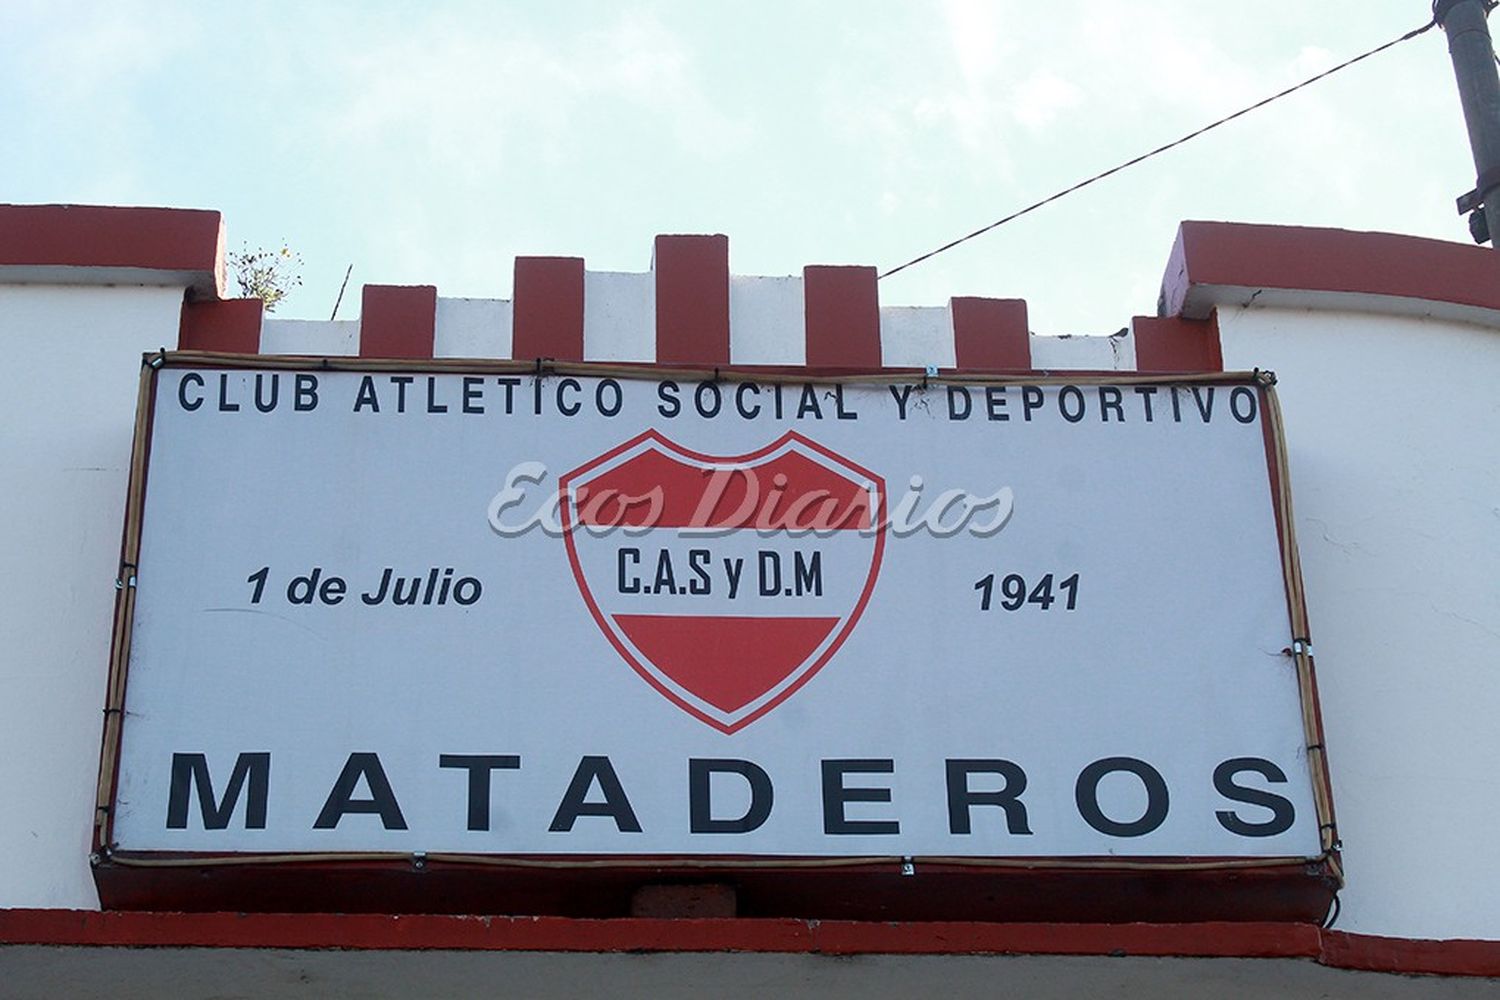 CLUB ATLETICO SOCIAL Y DEPORTIVO
Ecos Diarios
C.A.S y D.M
1 de Julio 1941
MATADEROS